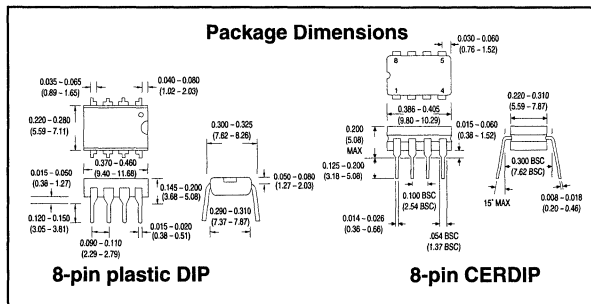 Package Dimensions
0.035 – 0.065
(0.89 – 1.65)
0.040 – 0.080
(1.02 – 2.03)
0.220 – 0.280
(5.59 – 7.11)
0.370 – 0.460
(9.40 – 11.68)
0.015 – 0.050
(0.38 – 1.27)
0.120 – 0.150
(3.05 – 3.81)
0.090 – 0.110
(2.29 – 2.79)
0.015 – 0.020
(0.38 – 0.51)
0.145 – 0.200
(3.68 – 5.08)
0.300 – 0.325
(7.62 – 8.26)
0.050 – 0.080
(1.27 – 2.03)
0.290 – 0.310
(7.37 – 7.87)
8-pin plastic DIP
0.030 – 0.060
(0.76 – 1.52)
8 5
1 4
0.386 – 0.405
(9.80 – 10.29)
0.200
(5.08)
MAX
0.125 – 0.200
(3.18 – 5.08)
0.015 – 0.060
(0.38 – 1.52)
0.100 BSC
(2.54 BSC)
0.014 – 0.026
(0.36 – 0.66)
.054 BSC
(1.37 BSC)
0.220 – 0.310
(5.59 – 7.87)
0.300 BSC
(7.62 BSC)
15° MAX
0.008 – 0.018
(0.20 – 0.46)
8-pin CERDIP